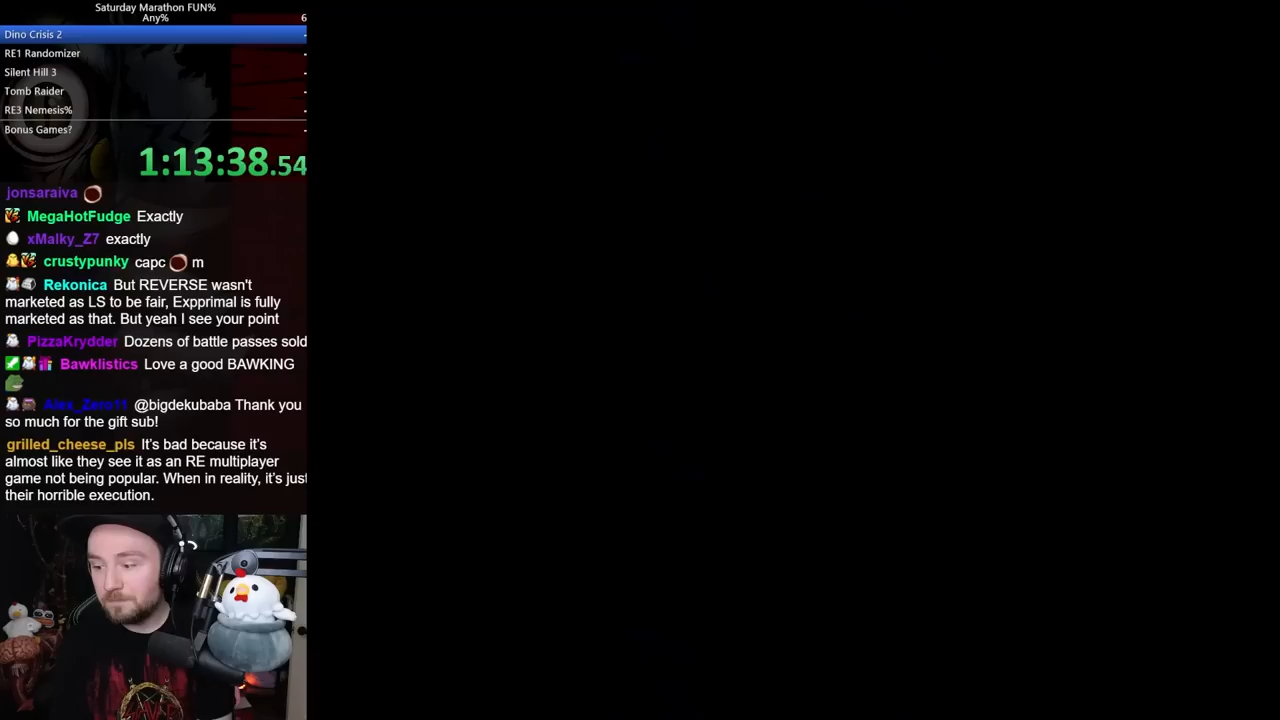 Saturday Marathon FUN%
Any% 6
Dino Crisis 2 -
RE1 Randomizer -
Silent Hill 3 -
Tomb Raider -
RE3 Nemesis% -
Bonus Games? -
1:13:38.54
jonsaraiva
MegaHotFudge Exactly
xMalky_Z7 exactly
crustypunky capc m
Rekonica But REVERSE wasn't
marketed as LS to be fair, Expprimal is fully
marketed as that. But yeah I see your point
PizzaKrydder Dozens of battle passes sold
Bawklistics Love a good BAWKING
Alex_Zero11 @bigdekubaba Thank you
so much for the gift sub!
grilled_cheese_pls It's bad because it's
almost like they see it as an RE multiplayer
game not being popular. When in reality, it's just
their horrible execution.